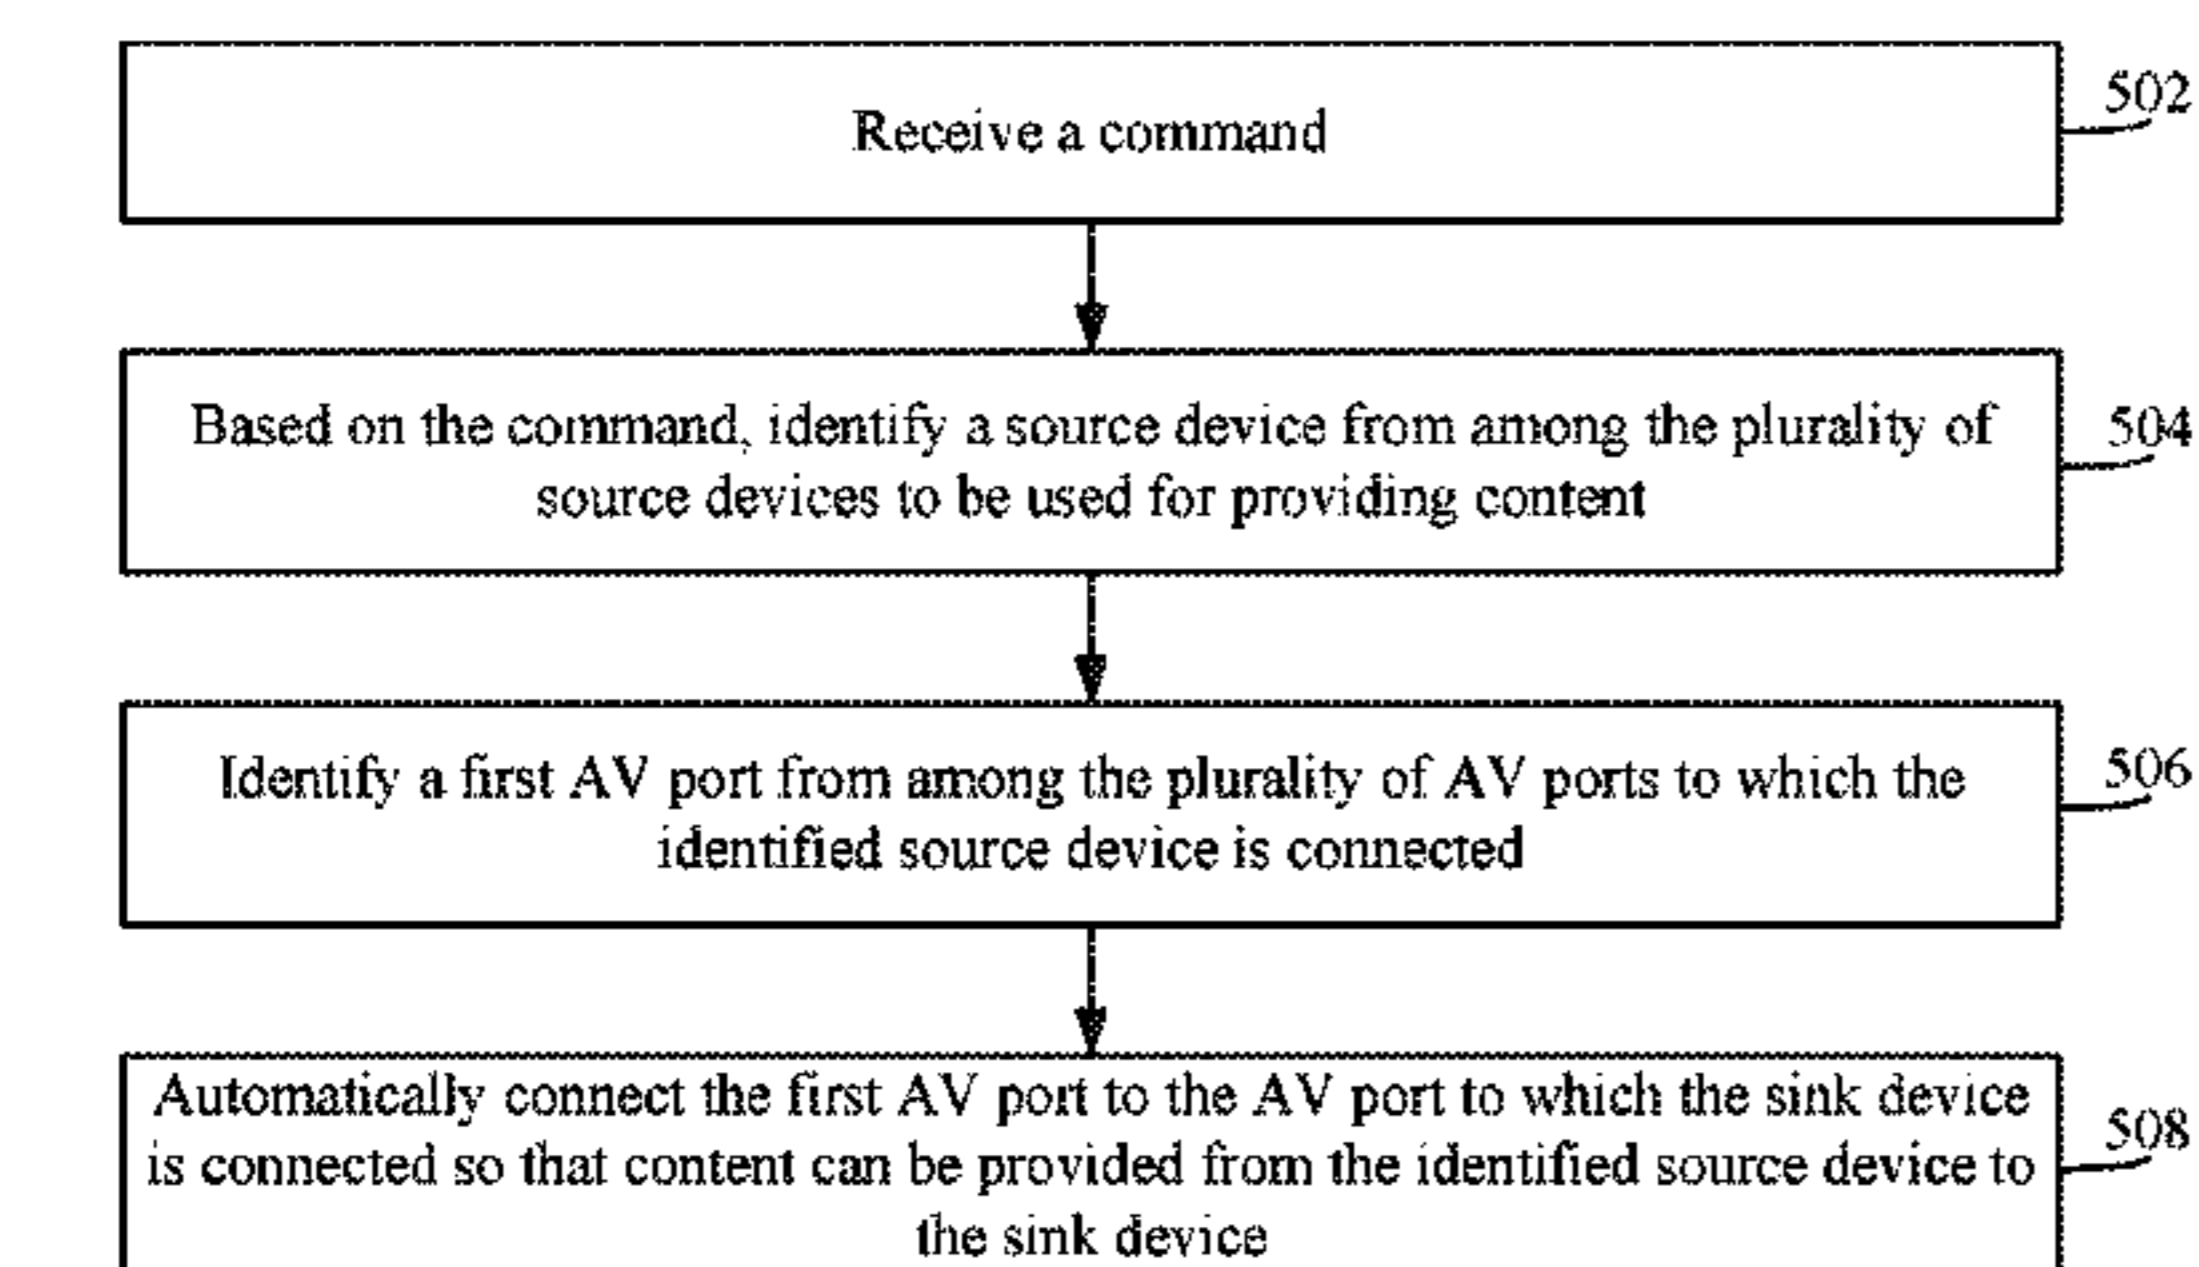 Receive a command
502
Based on the command, identify a source device from among the plurality of
source devices to be used for providing content
504
Identify a first AV port from among the plurality of AV ports to which the
identified source device is connected
506
Automatically connect the first AV port to the AV port to which the sink device
is connected so that content can be provided from the identified source device to
the sink device
508